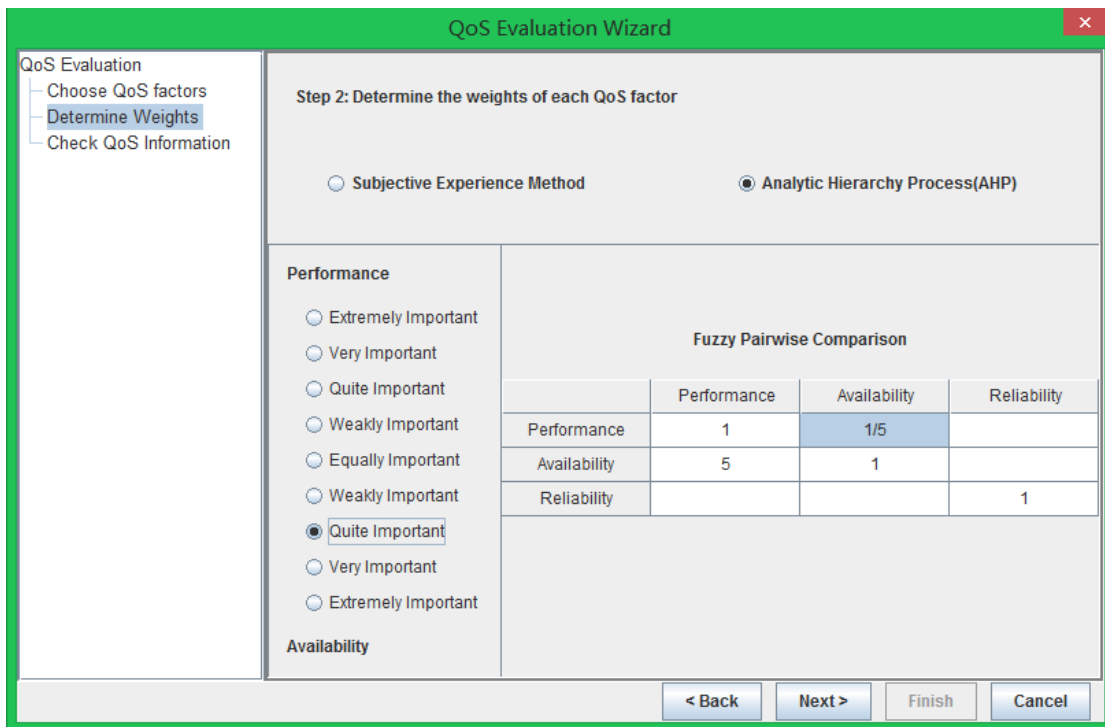 QoS Evaluation Wizard
QoS Evaluation
Choose QoS factors
Determine Weights
Check QoS Information
Step 2: Determine the weights of each QoS factor
Subjective Experience Method
Analytic Hierarchy Process(AHP)
Performance
Extremely Important
Very Important
Quite Important
Weakly Important
Equally Important
Weakly Important
Quite Important
Very Important
Extremely Important
Availability
Fuzzy Pairwise Comparison
Performance Availability Reliability
Performance 1 1/5
Availability 5 1
Reliability 1
< Back Next > Finish Cancel